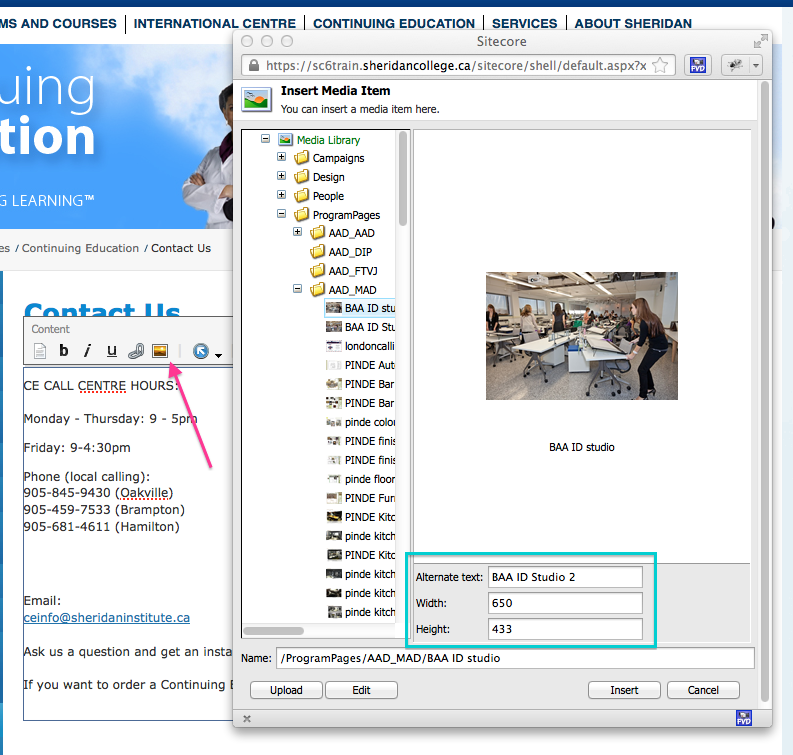 MS AND COURSES INTERNATIONAL CENTRE CONTINUING EDUCATION SERVICES ABOUT SHERIDAN
uing
tion
G LEARNING™
es / Continuing Education / Contact Us
Contact Us
Content
b i u
CE CALL CENTRE HOURS:
Monday - Thursday: 9 - 5pm
Friday: 9-4:30pm
Phone (local calling):
905-845-9430 (Oakville)
905-459-7533 (Brampton)
905-681-4611 (Hamilton)
Email:
ceinfo@sheridaninstitute.ca
Ask us a question and get an insta
If you want to order a Continuing E
Sitecore
https://sc6train.sheridancollege.ca/sitecore/shell/default.aspx?x
FVD
Insert Media Item
You can insert a media item here.
Media Library
Campaigns
Design
People
ProgramPages
AAD_AAD
AAD_DIP
AAD_FTVJ
AAD_MAD
BAA ID stu
BAA ID Stu
londoncalli
PINDE Aut
PINDE Bar
PINDE Bar
pinde colo
PINDE finis
PINDE finis
pinde floor
PINDE Fur
PINDE Kitc
pinde kitch
PINDE Kitc
pinde kitch
pinde kitch
pinde kitch
BAA ID studio
Alternate text: BAA ID Studio 2
Width: 650
Height: 433
Name: /ProgramPages/AAD_MAD/BAA ID studio
Upload Edit Insert Cancel
FVD